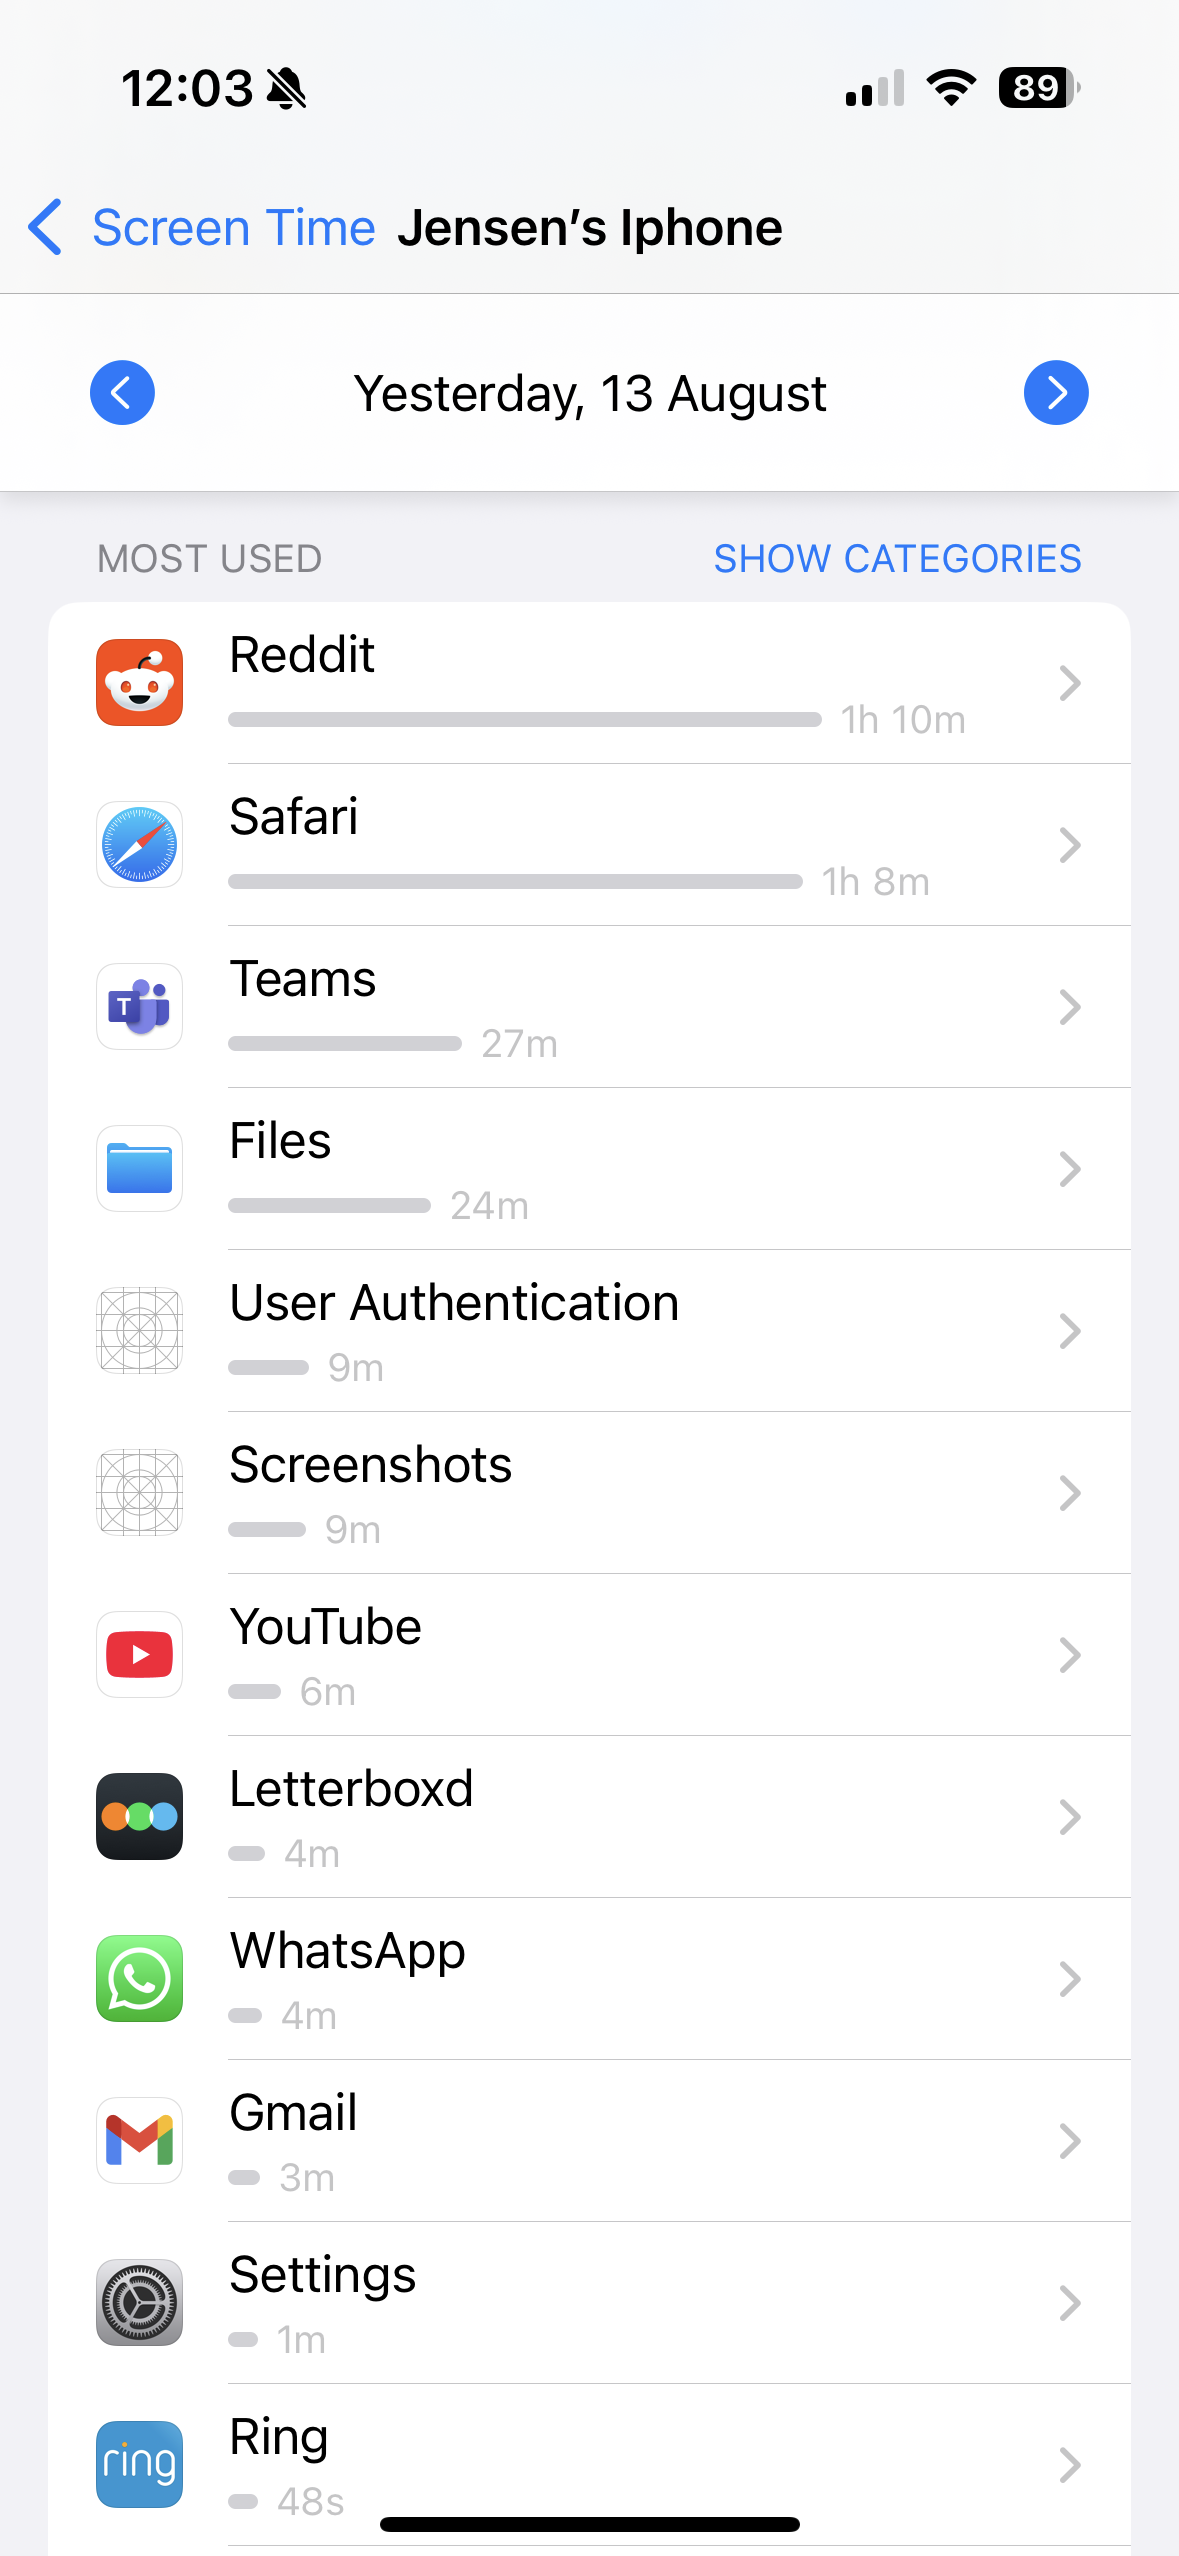 12:03
89
Screen Time Jensen’s Iphone
Yesterday, 13 August
MOST USED SHOW CATEGORIES
Reddit
1h 10m
Safari
1h 8m
T
Teams
27m
Files
24m
User Authentication
9m
Screenshots
9m
YouTube
6m
Letterboxd
4m
WhatsApp
4m
Gmail
3m
Settings
1m
ring
Ring
48s